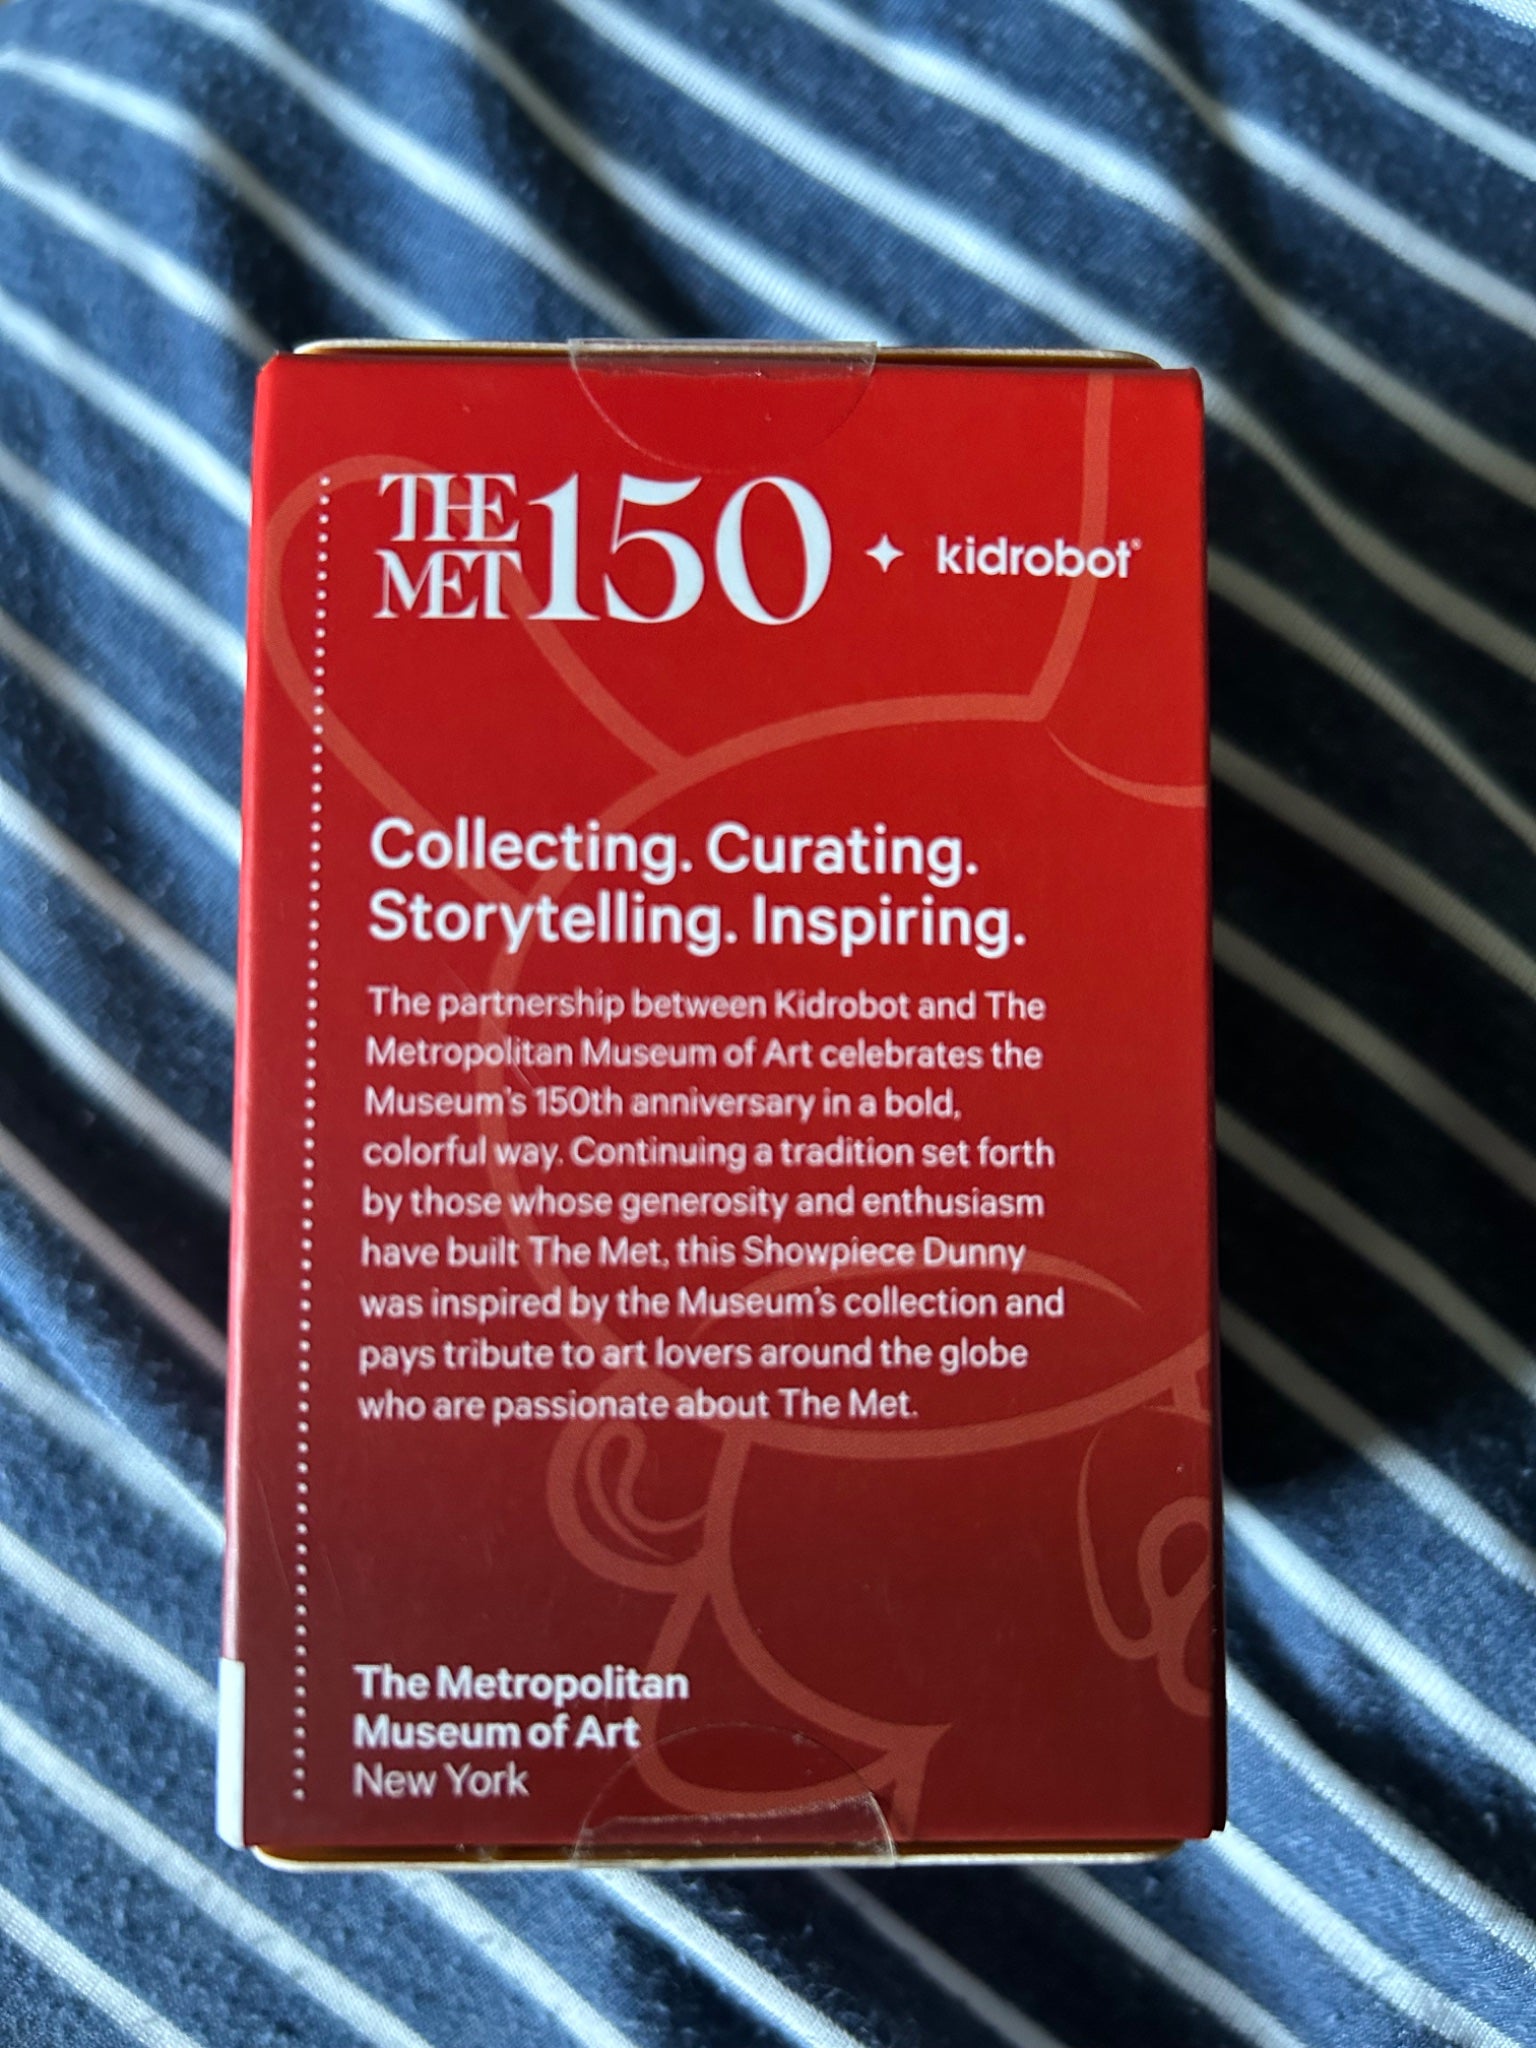 THE MET 150 ✦ kidrobot®
Collecting. Curating.
Storytelling. Inspiring.
The partnership between Kidrobot and The
Metropolitan Museum of Art celebrates the
Museum's 150th anniversary in a bold,
colorful way. Continuing a tradition set forth
by those whose generosity and enthusiasm
have built The Met, this Showpiece Dunny
was inspired by the Museum's collection and
pays tribute to art lovers around the globe
who are passionate about The Met.
The Metropolitan
Museum of Art
New York